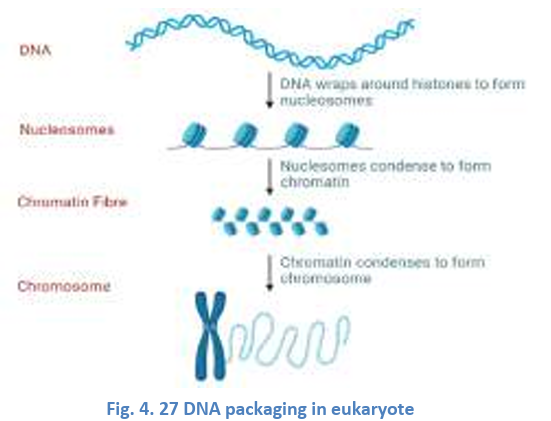 DNA
DNA wraps around histones to form
nucleosomes
Nucleosomes
Nuclesomes condense to form
chromatin
Chromatin Fibre
Chromatin condenses to form
chromosome
Chromosome
Fig. 4. 27 DNA packaging in eukaryote